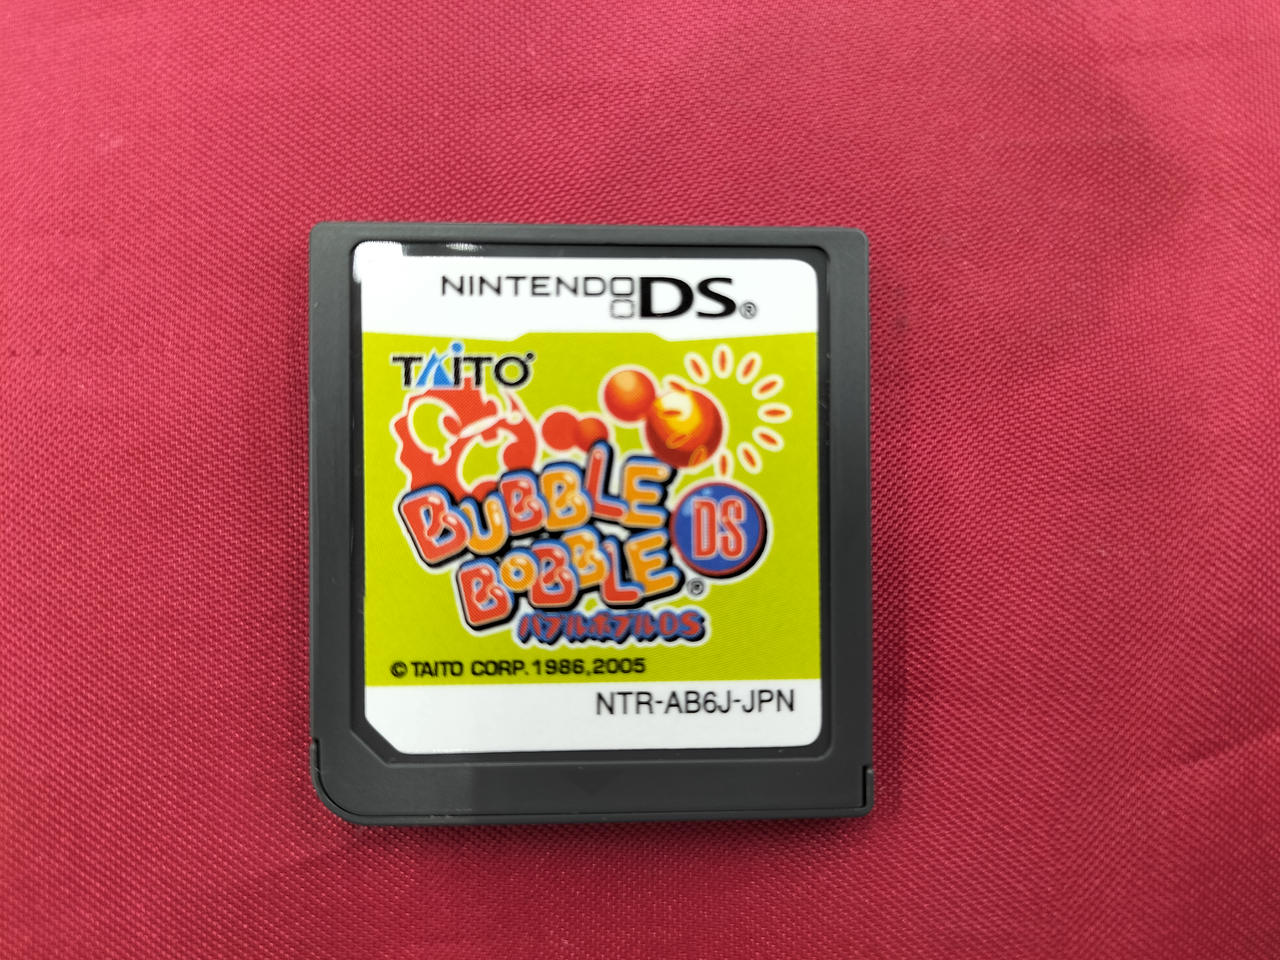 NINTENDO DS®
TAITO
BUBBLE
BOBBLE DS
®
バブルボブルDS
© TAITO CORP.1986,2005
NTR-AB6J-JPN